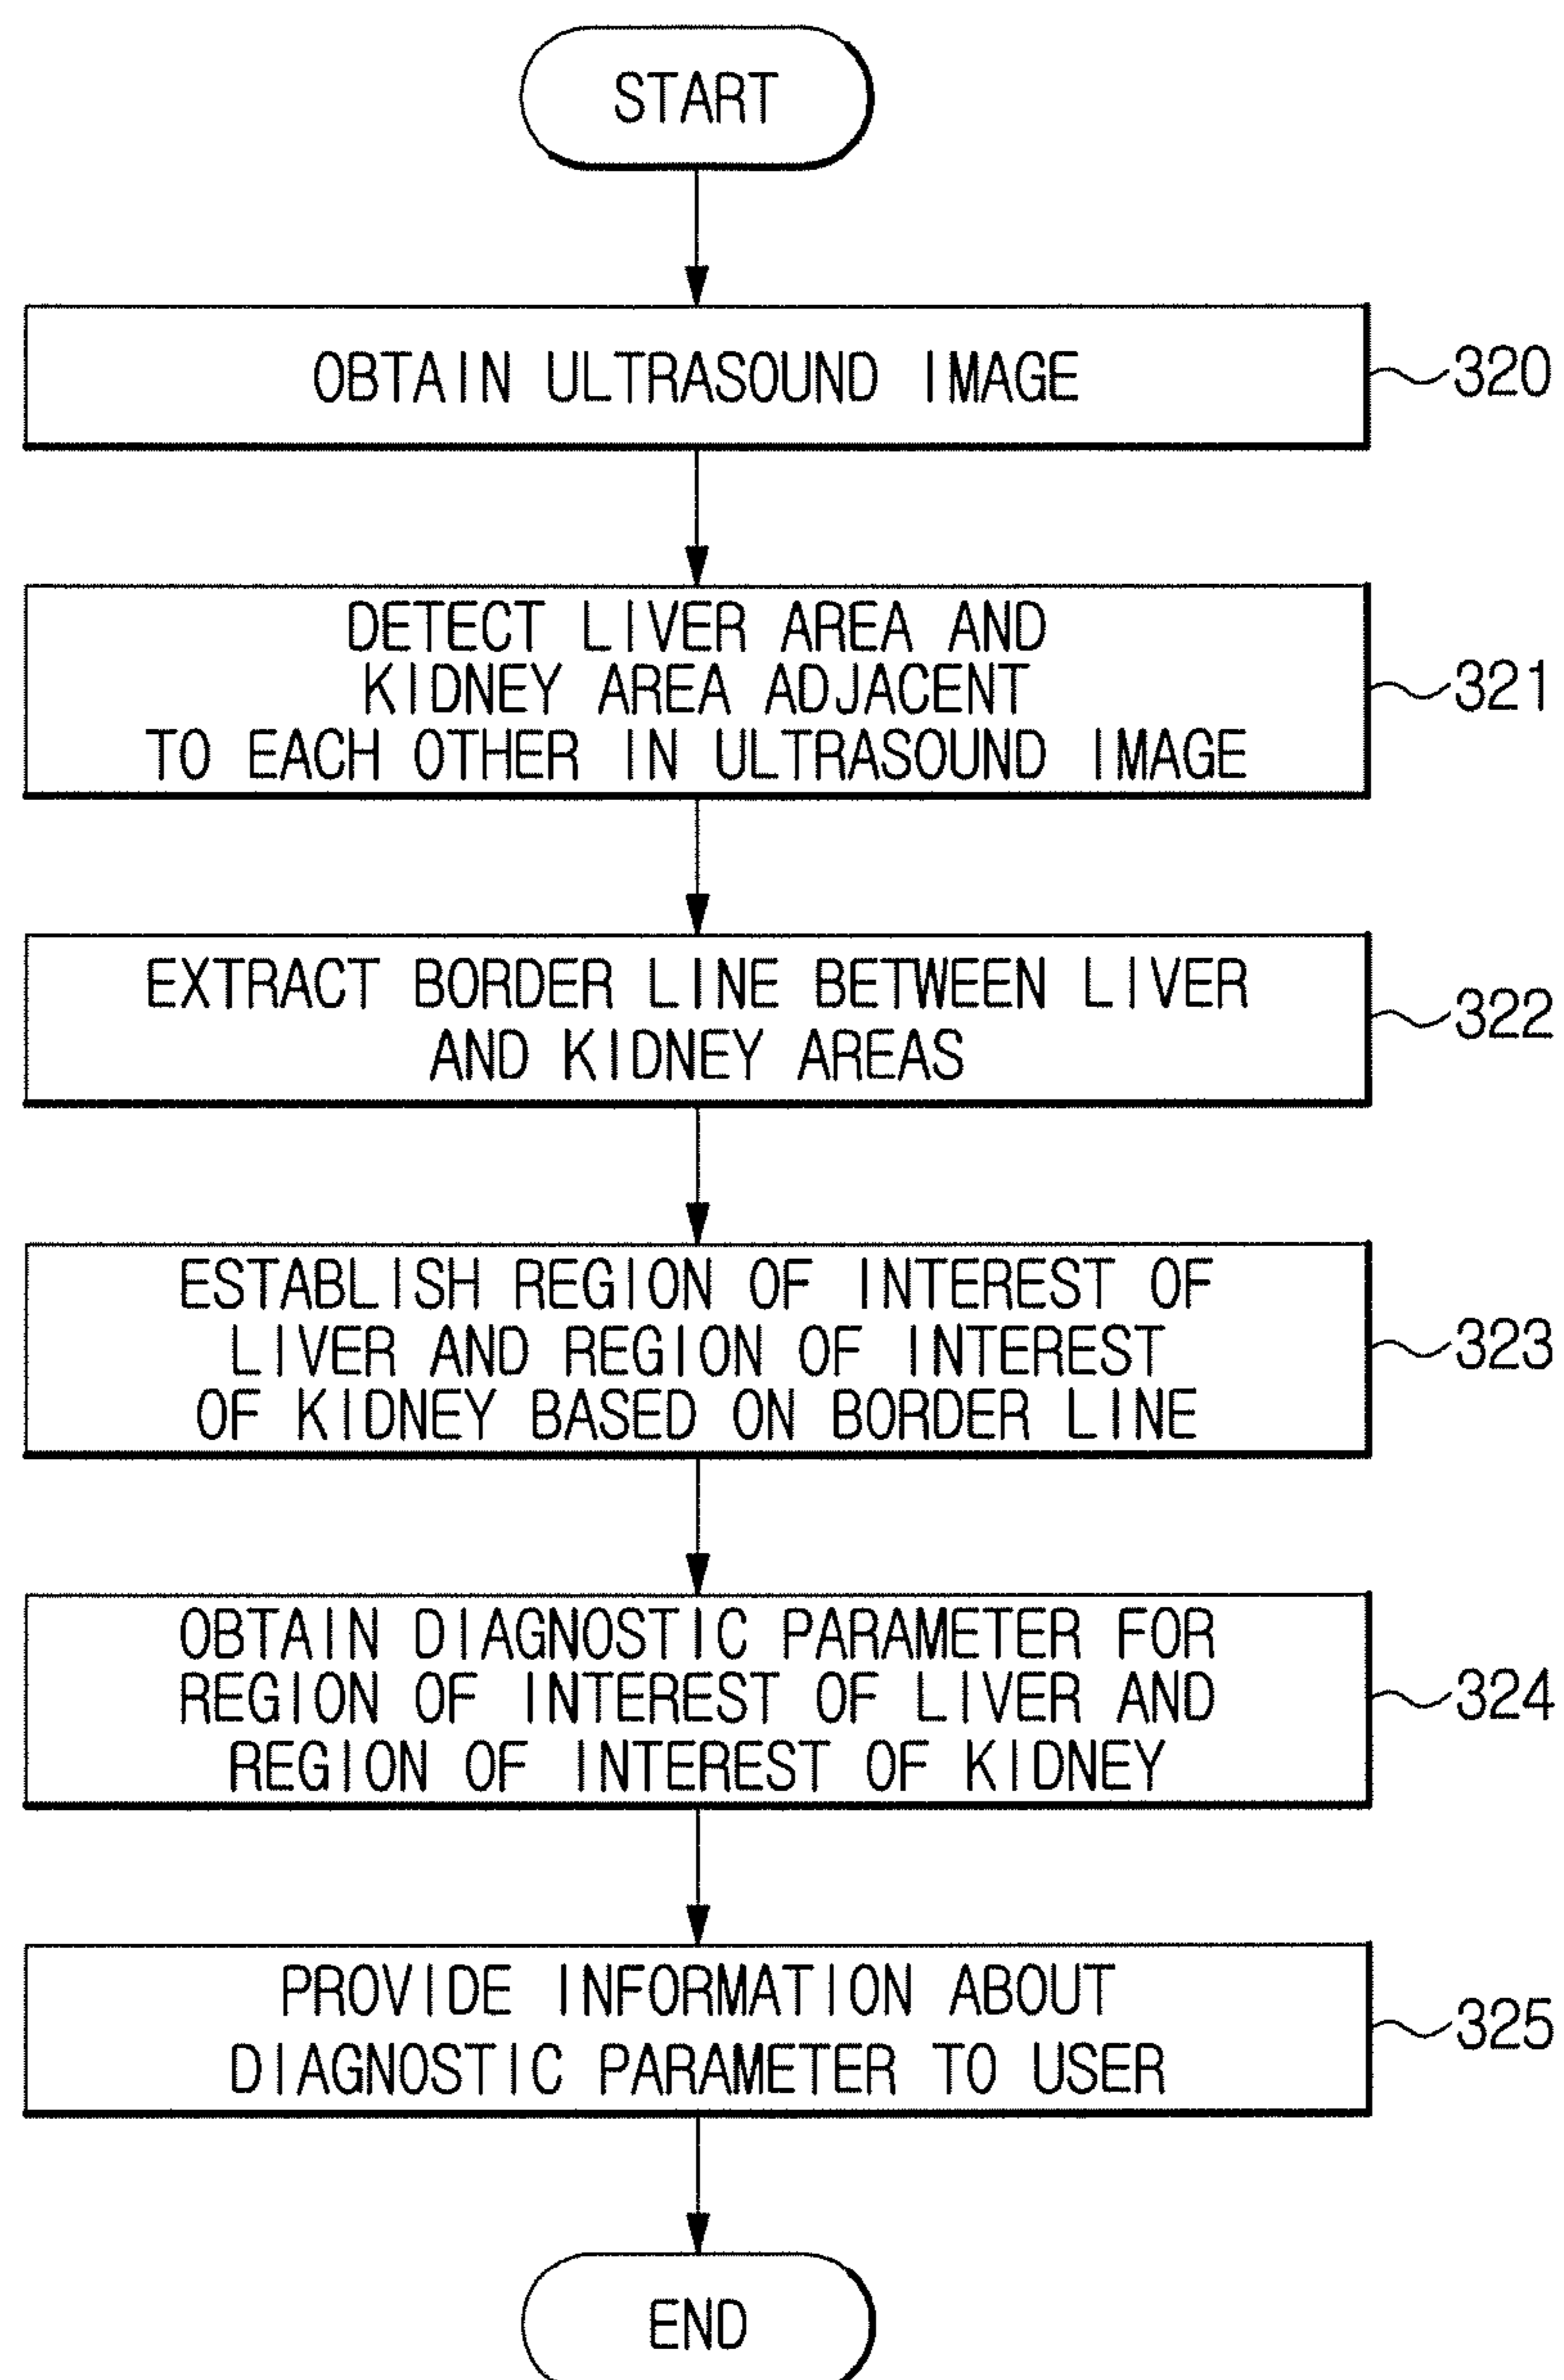 START
OBTAIN ULTRASOUND IMAGE
320
DETECT LIVER AREA AND
KIDNEY AREA ADJACENT
TO EACH OTHER IN ULTRASOUND IMAGE
321
EXTRACT BORDER LINE BETWEEN LIVER
AND KIDNEY AREAS
322
ESTABLISH REGION OF INTEREST OF
LIVER AND REGION OF INTEREST
OF KIDNEY BASED ON BORDER LINE
323
OBTAIN DIAGNOSTIC PARAMETER FOR
REGION OF INTEREST OF LIVER AND
REGION OF INTEREST OF KIDNEY
324
PROVIDE INFORMATION ABOUT
DIAGNOSTIC PARAMETER TO USER
325
END